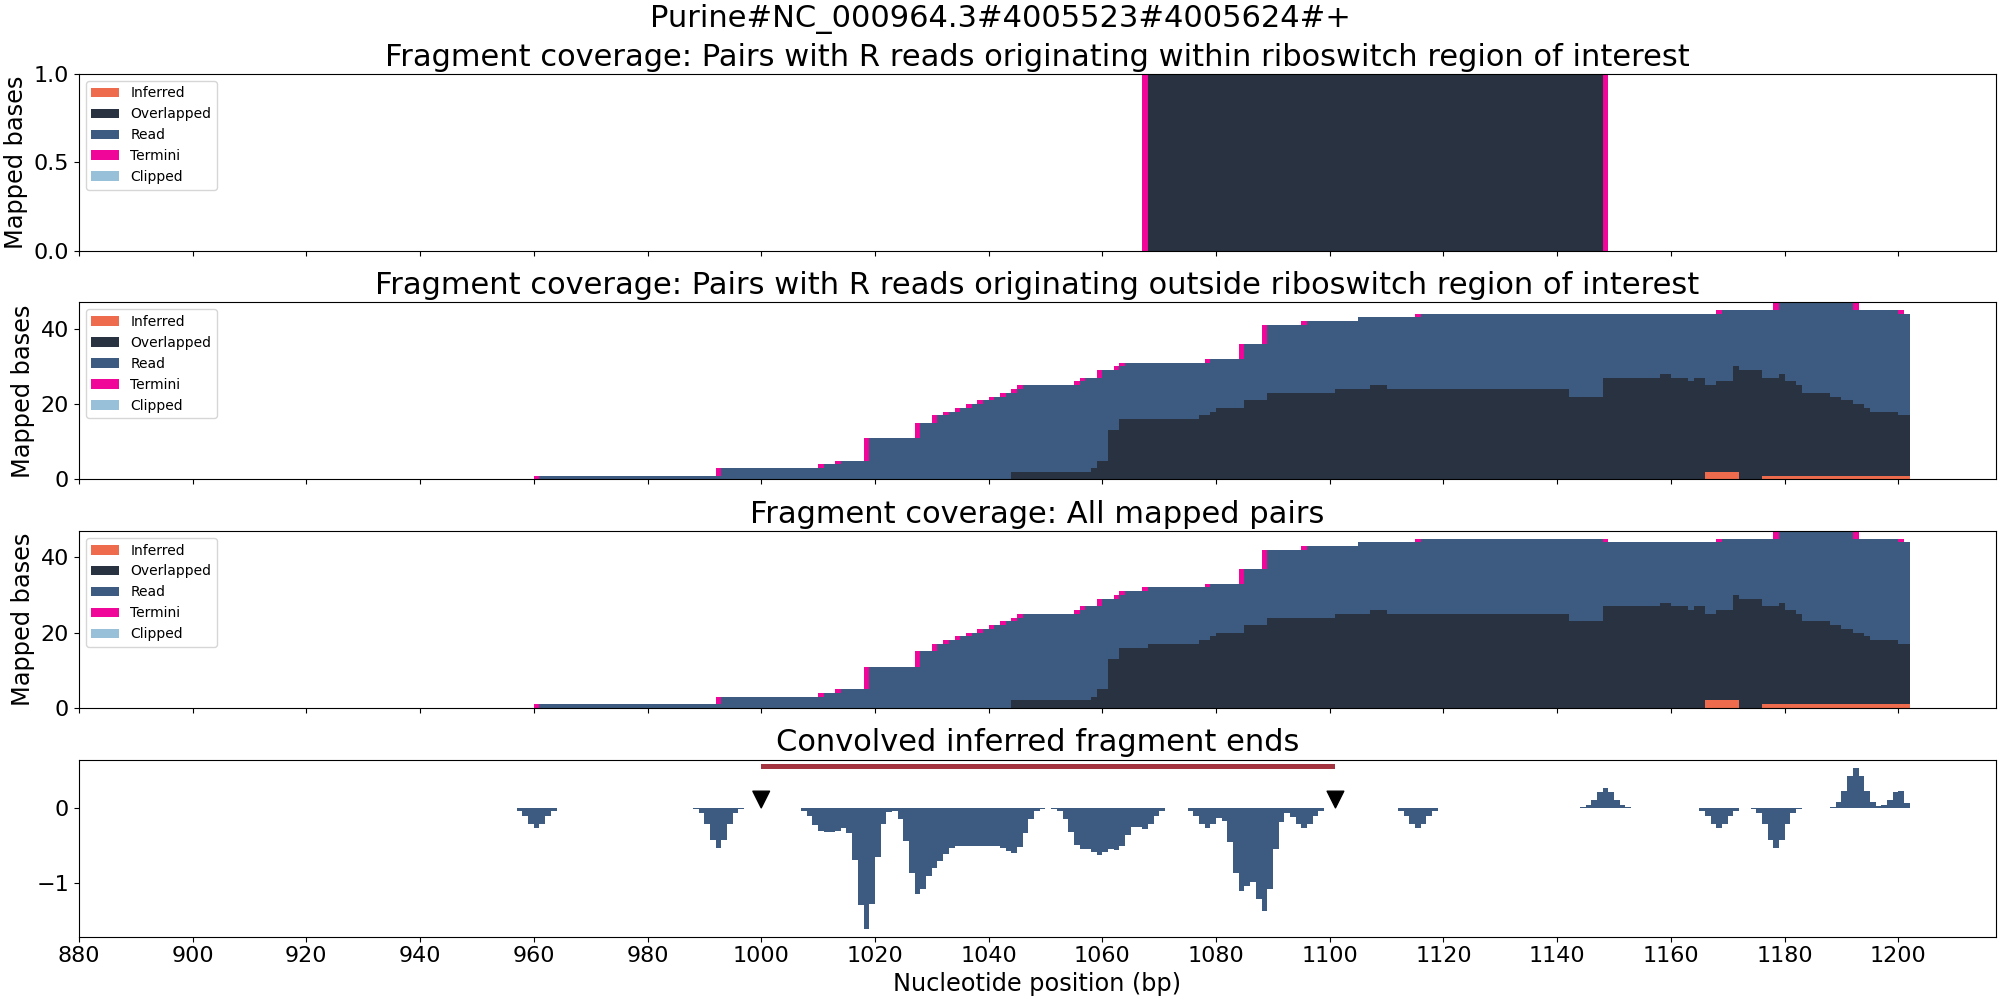 Purine#NC_000964.3#4005523#4005624#+
Fragment coverage: Pairs with R reads originating within riboswitch region of interest
Mapped bases
1.0
0.5
0.0
Inferred
Overlapped
Read
Termini
Clipped
Fragment coverage: Pairs with R reads originating outside riboswitch region of interest
Mapped bases
40
20
0
Inferred
Overlapped
Read
Termini
Clipped
Fragment coverage: All mapped pairs
Mapped bases
40
20
0
Inferred
Overlapped
Read
Termini
Clipped
Convolved inferred fragment ends
0
−1
880 900 920 940 960 980 1000 1020 1040 1060 1080 1100 1120 1140 1160 1180 1200
Nucleotide position (bp)